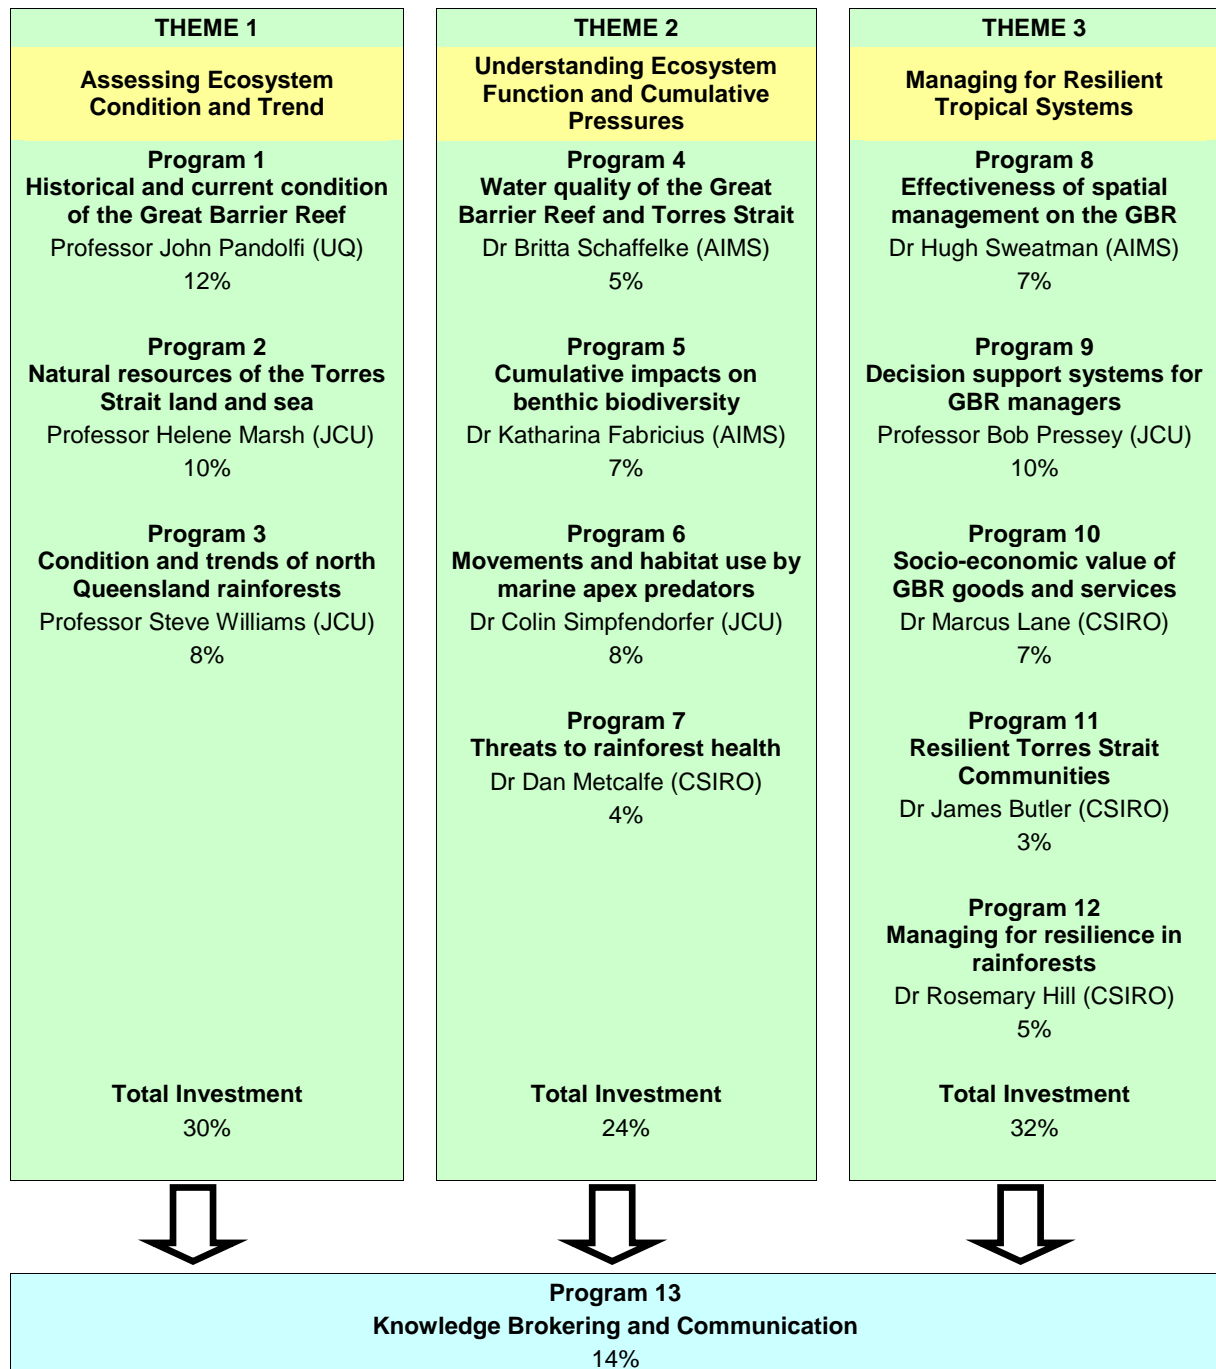 THEME 1
Assessing Ecosystem
Condition and Trend
Program 1
Historical and current condition
of the Great Barrier Reef
Professor John Pandolfi (UQ)
12%
Program 2
Natural resources of the Torres
Strait land and sea
Professor Helene Marsh (JCU)
10%
Program 3
Condition and trends of north
Queensland rainforests
Professor Steve Williams (JCU)
8%
Total Investment
30%
THEME 2
Understanding Ecosystem
Function and Cumulative
Pressures
Program 4
Water quality of the Great
Barrier Reef and Torres Strait
Dr Britta Schaffelke (AIMS)
5%
Program 5
Cumulative impacts on
benthic biodiversity
Dr Katharina Fabricius (AIMS)
7%
Program 6
Movements and habitat use by
marine apex predators
Dr Colin Simpfendorfer (JCU)
8%
Program 7
Threats to rainforest health
Dr Dan Metcalfe (CSIRO)
4%
Total Investment
24%
THEME 3
Managing for Resilient
Tropical Systems
Program 8
Effectiveness of spatial
management on the GBR
Dr Hugh Sweatman (AIMS)
7%
Program 9
Decision support systems for
GBR managers
Professor Bob Pressey (JCU)
10%
Program 10
Socio-economic value of
GBR goods and services
Dr Marcus Lane (CSIRO)
7%
Program 11
Resilient Torres Strait
Communities
Dr James Butler (CSIRO)
3%
Program 12
Managing for resilience in
rainforests
Dr Rosemary Hill (CSIRO)
5%
Total Investment
32%
Program 13
Knowledge Brokering and Communication
14%